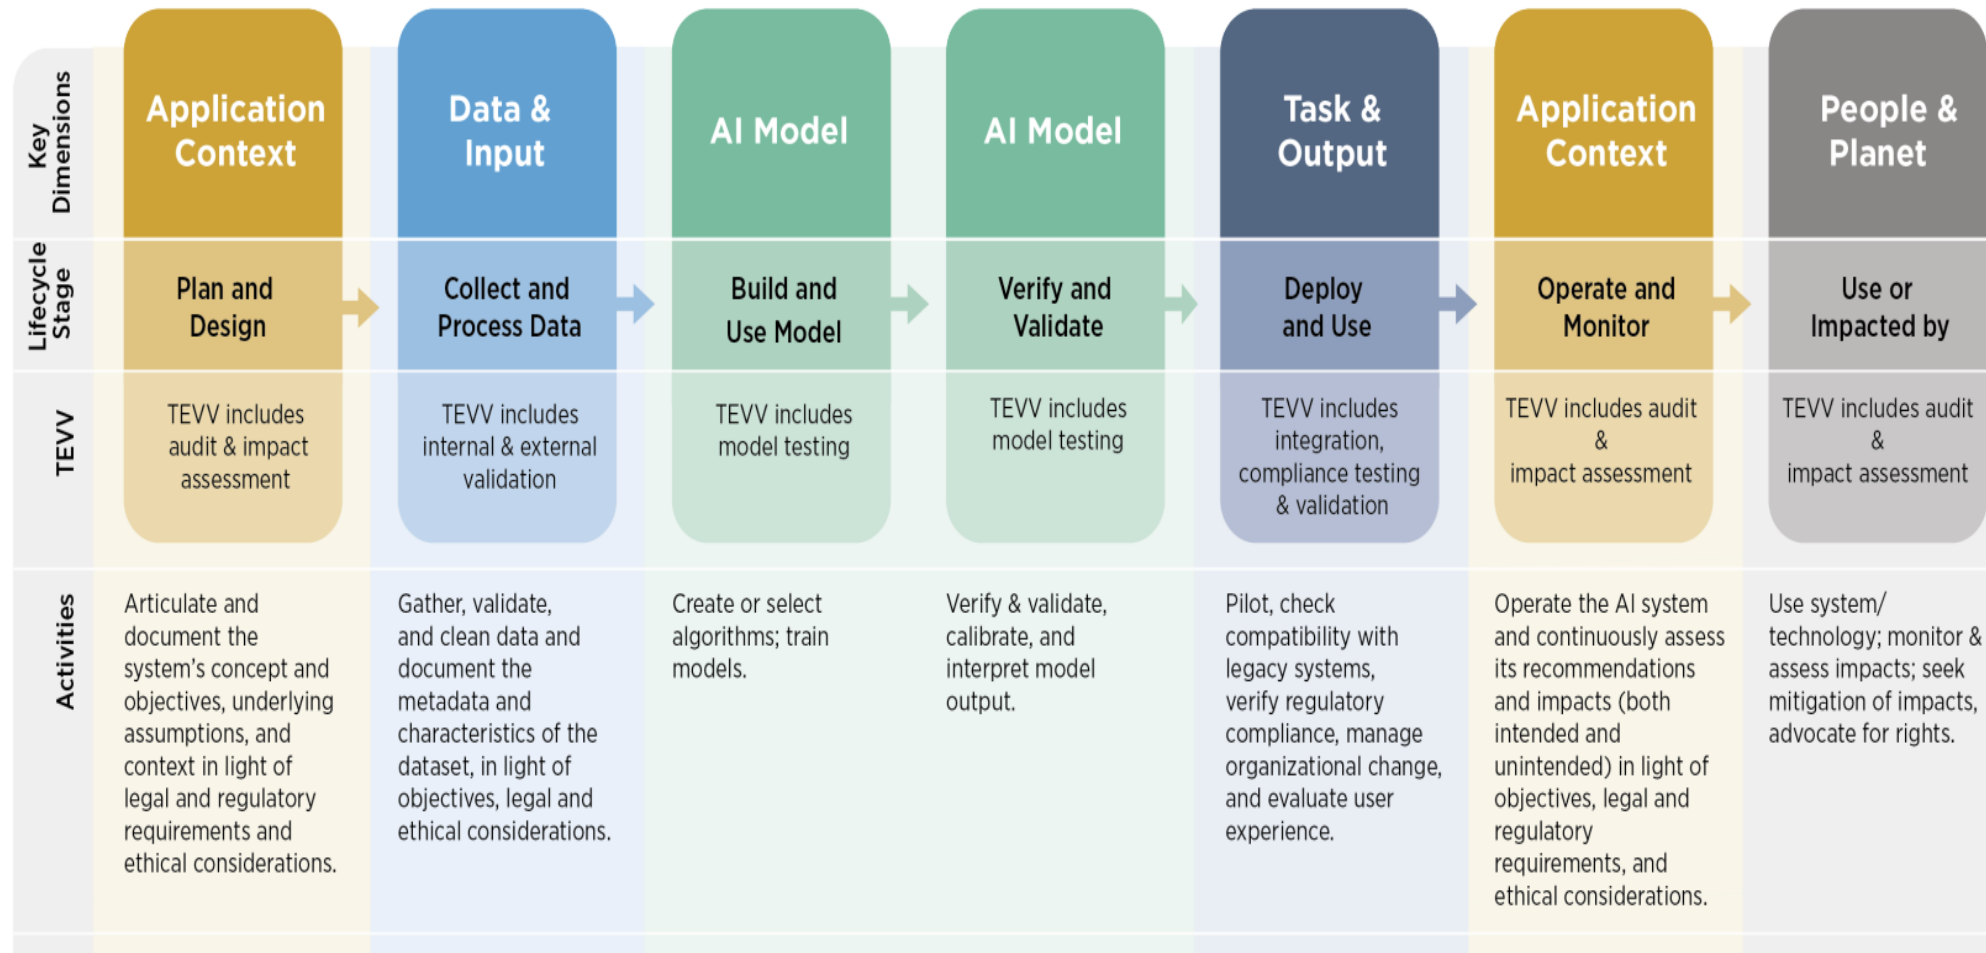 Key
Dimensions
Application
Context
Data &
Input
AI Model
AI Model
Task &
Output
Application
Context
People &
Planet
Lifecycle
Stage
Plan and
Design
Collect and
Process Data
Build and
Use Model
Verify and
Validate
Deploy
and Use
Operate and
Monitor
Use or
Impacted by
TEVV
TEVV includes
audit & impact
assessment
TEVV includes
internal & external
validation
TEVV includes
model testing
TEVV includes
model testing
TEVV includes
integration,
compliance testing
& validation
TEVV includes audit
&
impact assessment
TEVV includes audit
&
impact assessment
Activities
Articulate and
document the
system’s concept and
objectives, underlying
assumptions, and
context in light of
legal and regulatory
requirements and
ethical considerations.
Gather, validate,
and clean data and
document the
metadata and
characteristics of the
dataset, in light of
objectives, legal and
ethical considerations.
Create or select
algorithms; train
models.
Verify & validate,
calibrate, and
interpret model
output.
Pilot, check
compatibility with
legacy systems,
verify regulatory
compliance, manage
organizational change,
and evaluate user
experience.
Operate the AI system
and continuously assess
its recommendations
and impacts (both
intended and
unintended) in light of
objectives, legal and
regulatory
requirements, and
ethical considerations.
Use system/
technology; monitor &
assess impacts; seek
mitigation of impacts,
advocate for rights.